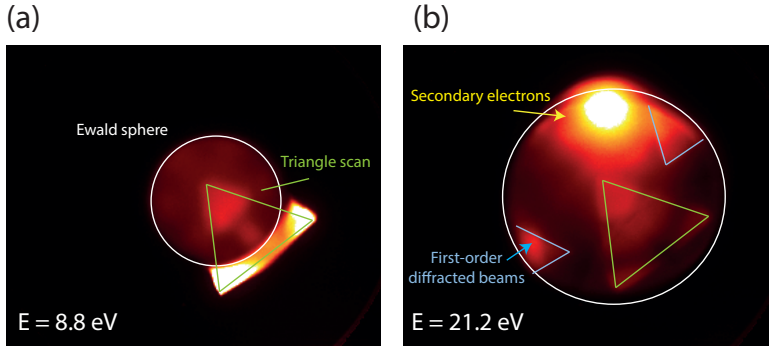 (a)
Ewald sphere
Triangle scan
E = 8.8 eV
(b)
Secondary electrons
First-order
diffracted beams
E = 21.2 eV